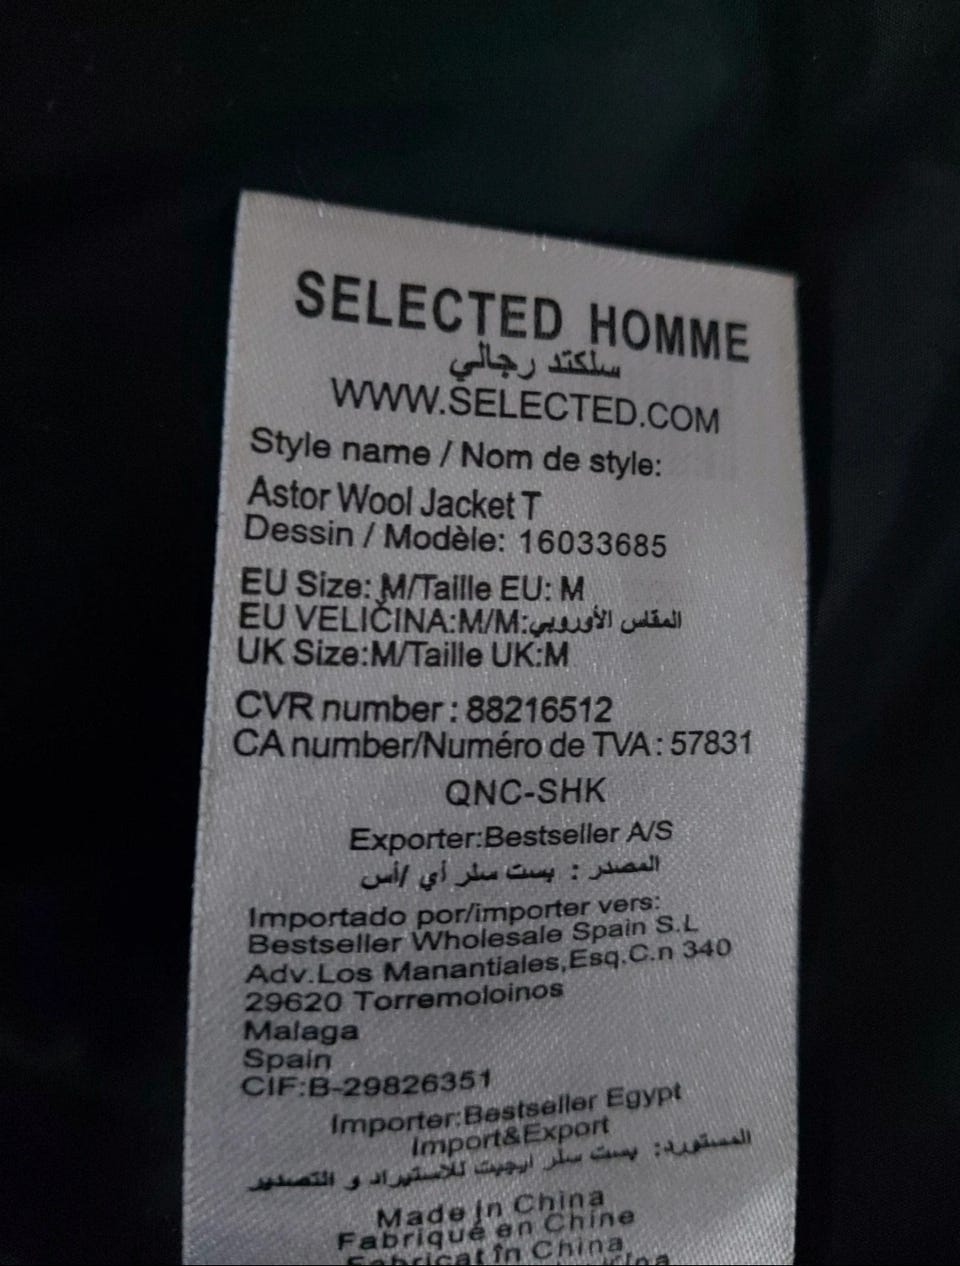 SELECTED HOMME
سلكتد رجالي
WWW.SELECTED.COM
Style name / Nom de style:
Astor Wool Jacket T
Dessin / Modèle: 16033685
EU Size: M/Taille EU: M
EU VELIČINA:M/M:المقاس الأوروبي
UK Size:M/Taille UK:M
CVR number : 88216512
CA number/Numéro de TVA : 57831
QNC-SHK
Exporter:Bestseller A/S
المصدر : بست سلر أي /أس
Importado por/importer vers:
Bestseller Wholesale Spain S.L
Adv.Los Manantiales,Esq.C.n 340
29620 Torremoloinos
Malaga
Spain
CIF:B-29826351
Importer:Bestseller Egypt
Import&Export
المستورد: بست سلر ايجيبت للاستيراد و التصدير
Made in China
Fabriqué en Chine
Fabricat în China